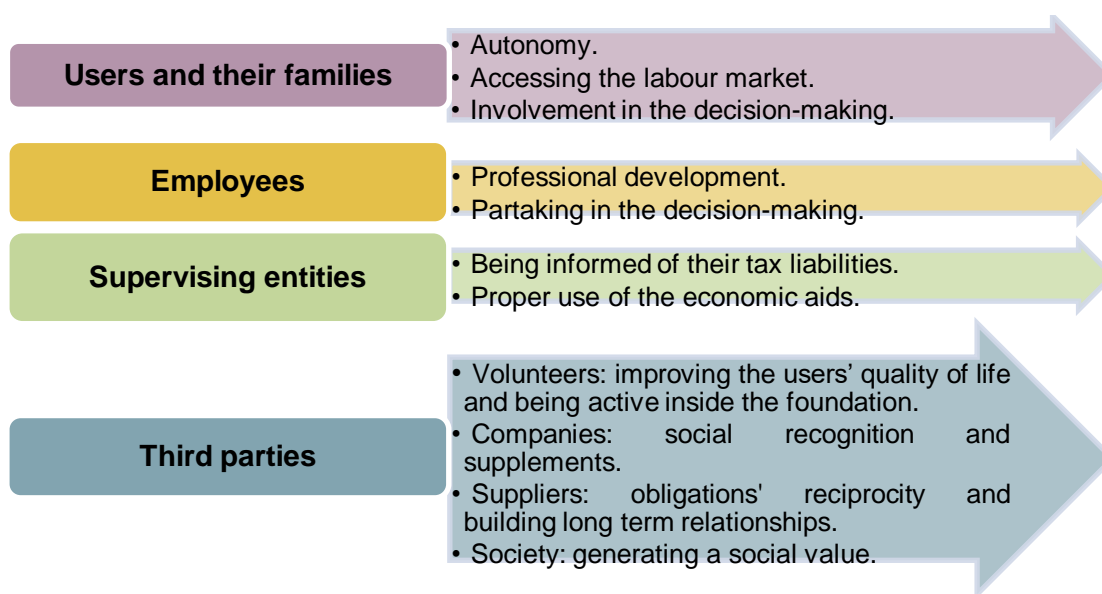 Users and their families
• Autonomy.
• Accessing the labour market.
• Involvement in the decision-making.
Employees
• Professional development.
• Partaking in the decision-making.
Supervising entities
• Being informed of their tax liabilities.
• Proper use of the economic aids.
Third parties
• Volunteers: improving the users’ quality of life
and being active inside the foundation.
• Companies: social recognition and
supplements.
• Suppliers: obligations' reciprocity and
building long term relationships.
• Society: generating a social value.